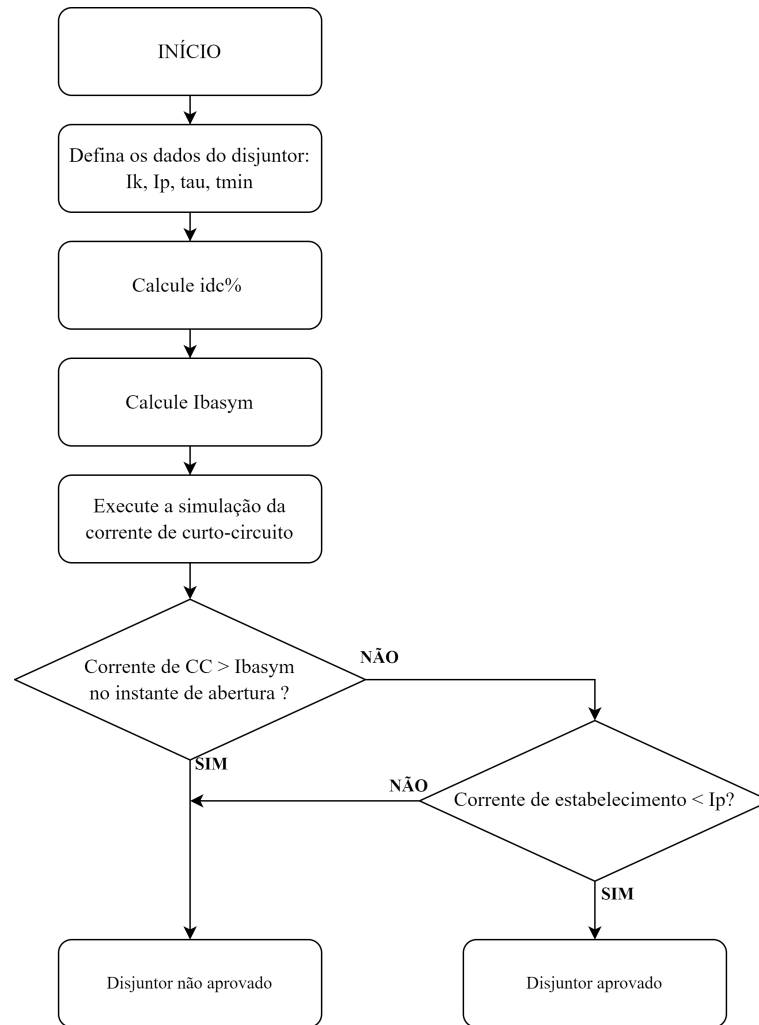 INÍCIO
Defina os dados do disjuntor:
Ik, Ip, tau, tmin
Calcule idc%
Calcule Ibasym
Execute a simulação da
corrente de curto-circuito
Corrente de CC > Ibasym
no instante de abertura ?
NÃO
SIM
NÃO
Corrente de estabelecimento < Ip?
SIM
Disjuntor não aprovado
Disjuntor aprovado